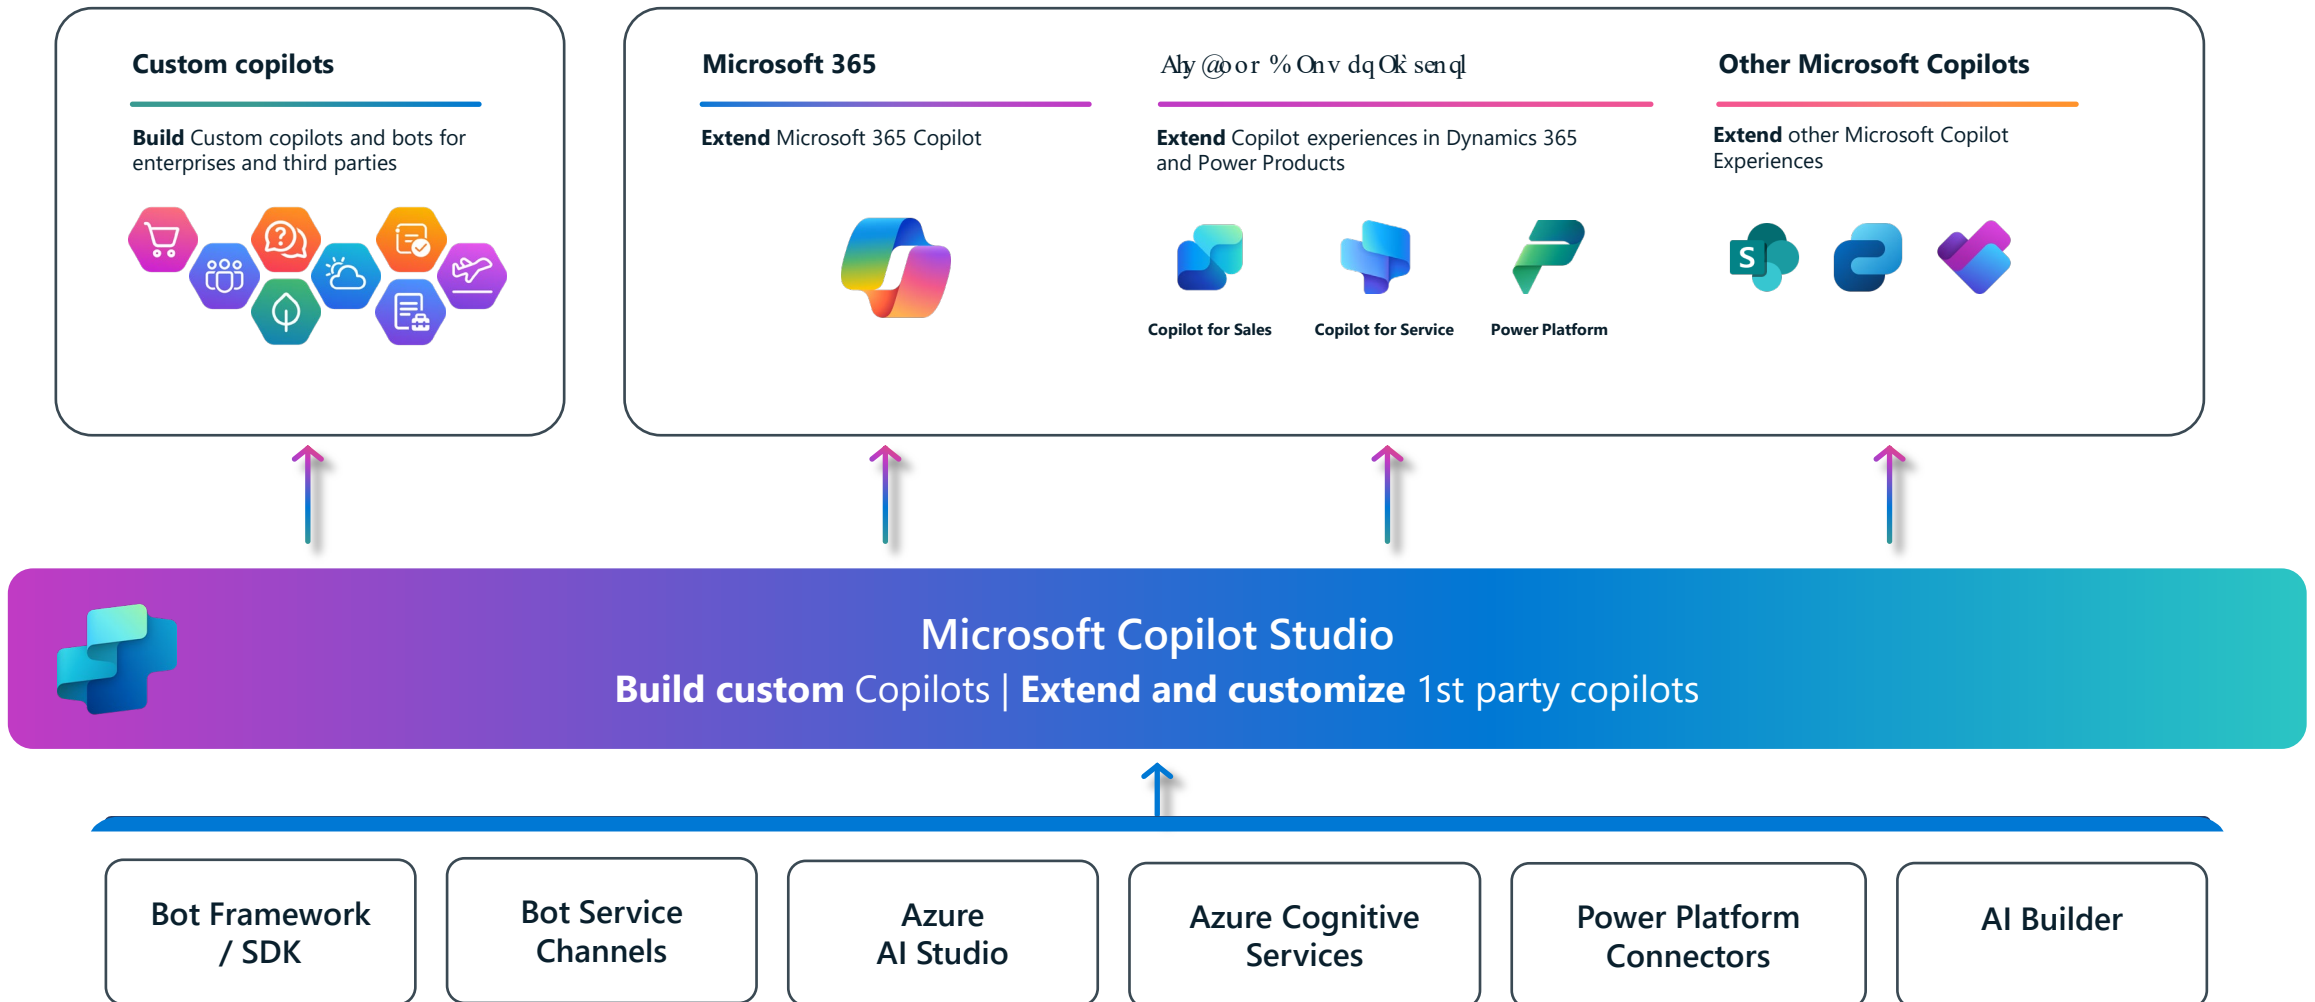 Custom copilots
Build Custom copilots and bots for
enterprises and third parties
Microsoft 365
Extend Microsoft 365 Copilot
Extend Copilot experiences in Dynamics 365
and Power Products
Copilot for Sales
Copilot for Service
Power Platform
Other Microsoft Copilots
Extend other Microsoft Copilot
Experiences
S
Microsoft Copilot Studio
Build custom Copilots | Extend and customize 1st party copilots
Bot Framework
/ SDK
Bot Service
Channels
Azure
AI Studio
Azure Cognitive
Services
Power Platform
Connectors
AI Builder